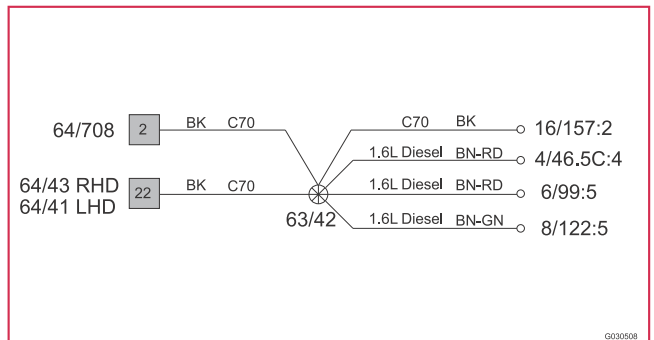 64/708 2 BK C70 C70 BK 16/157:2
1.6L Diesel BN-RD 4/46.5C:4
64/43 RHD
64/41 LHD 22 BK C70 1.6L Diesel BN-RD 6/99:5
63/42
1.6L Diesel BN-GN 8/122:5
G030508